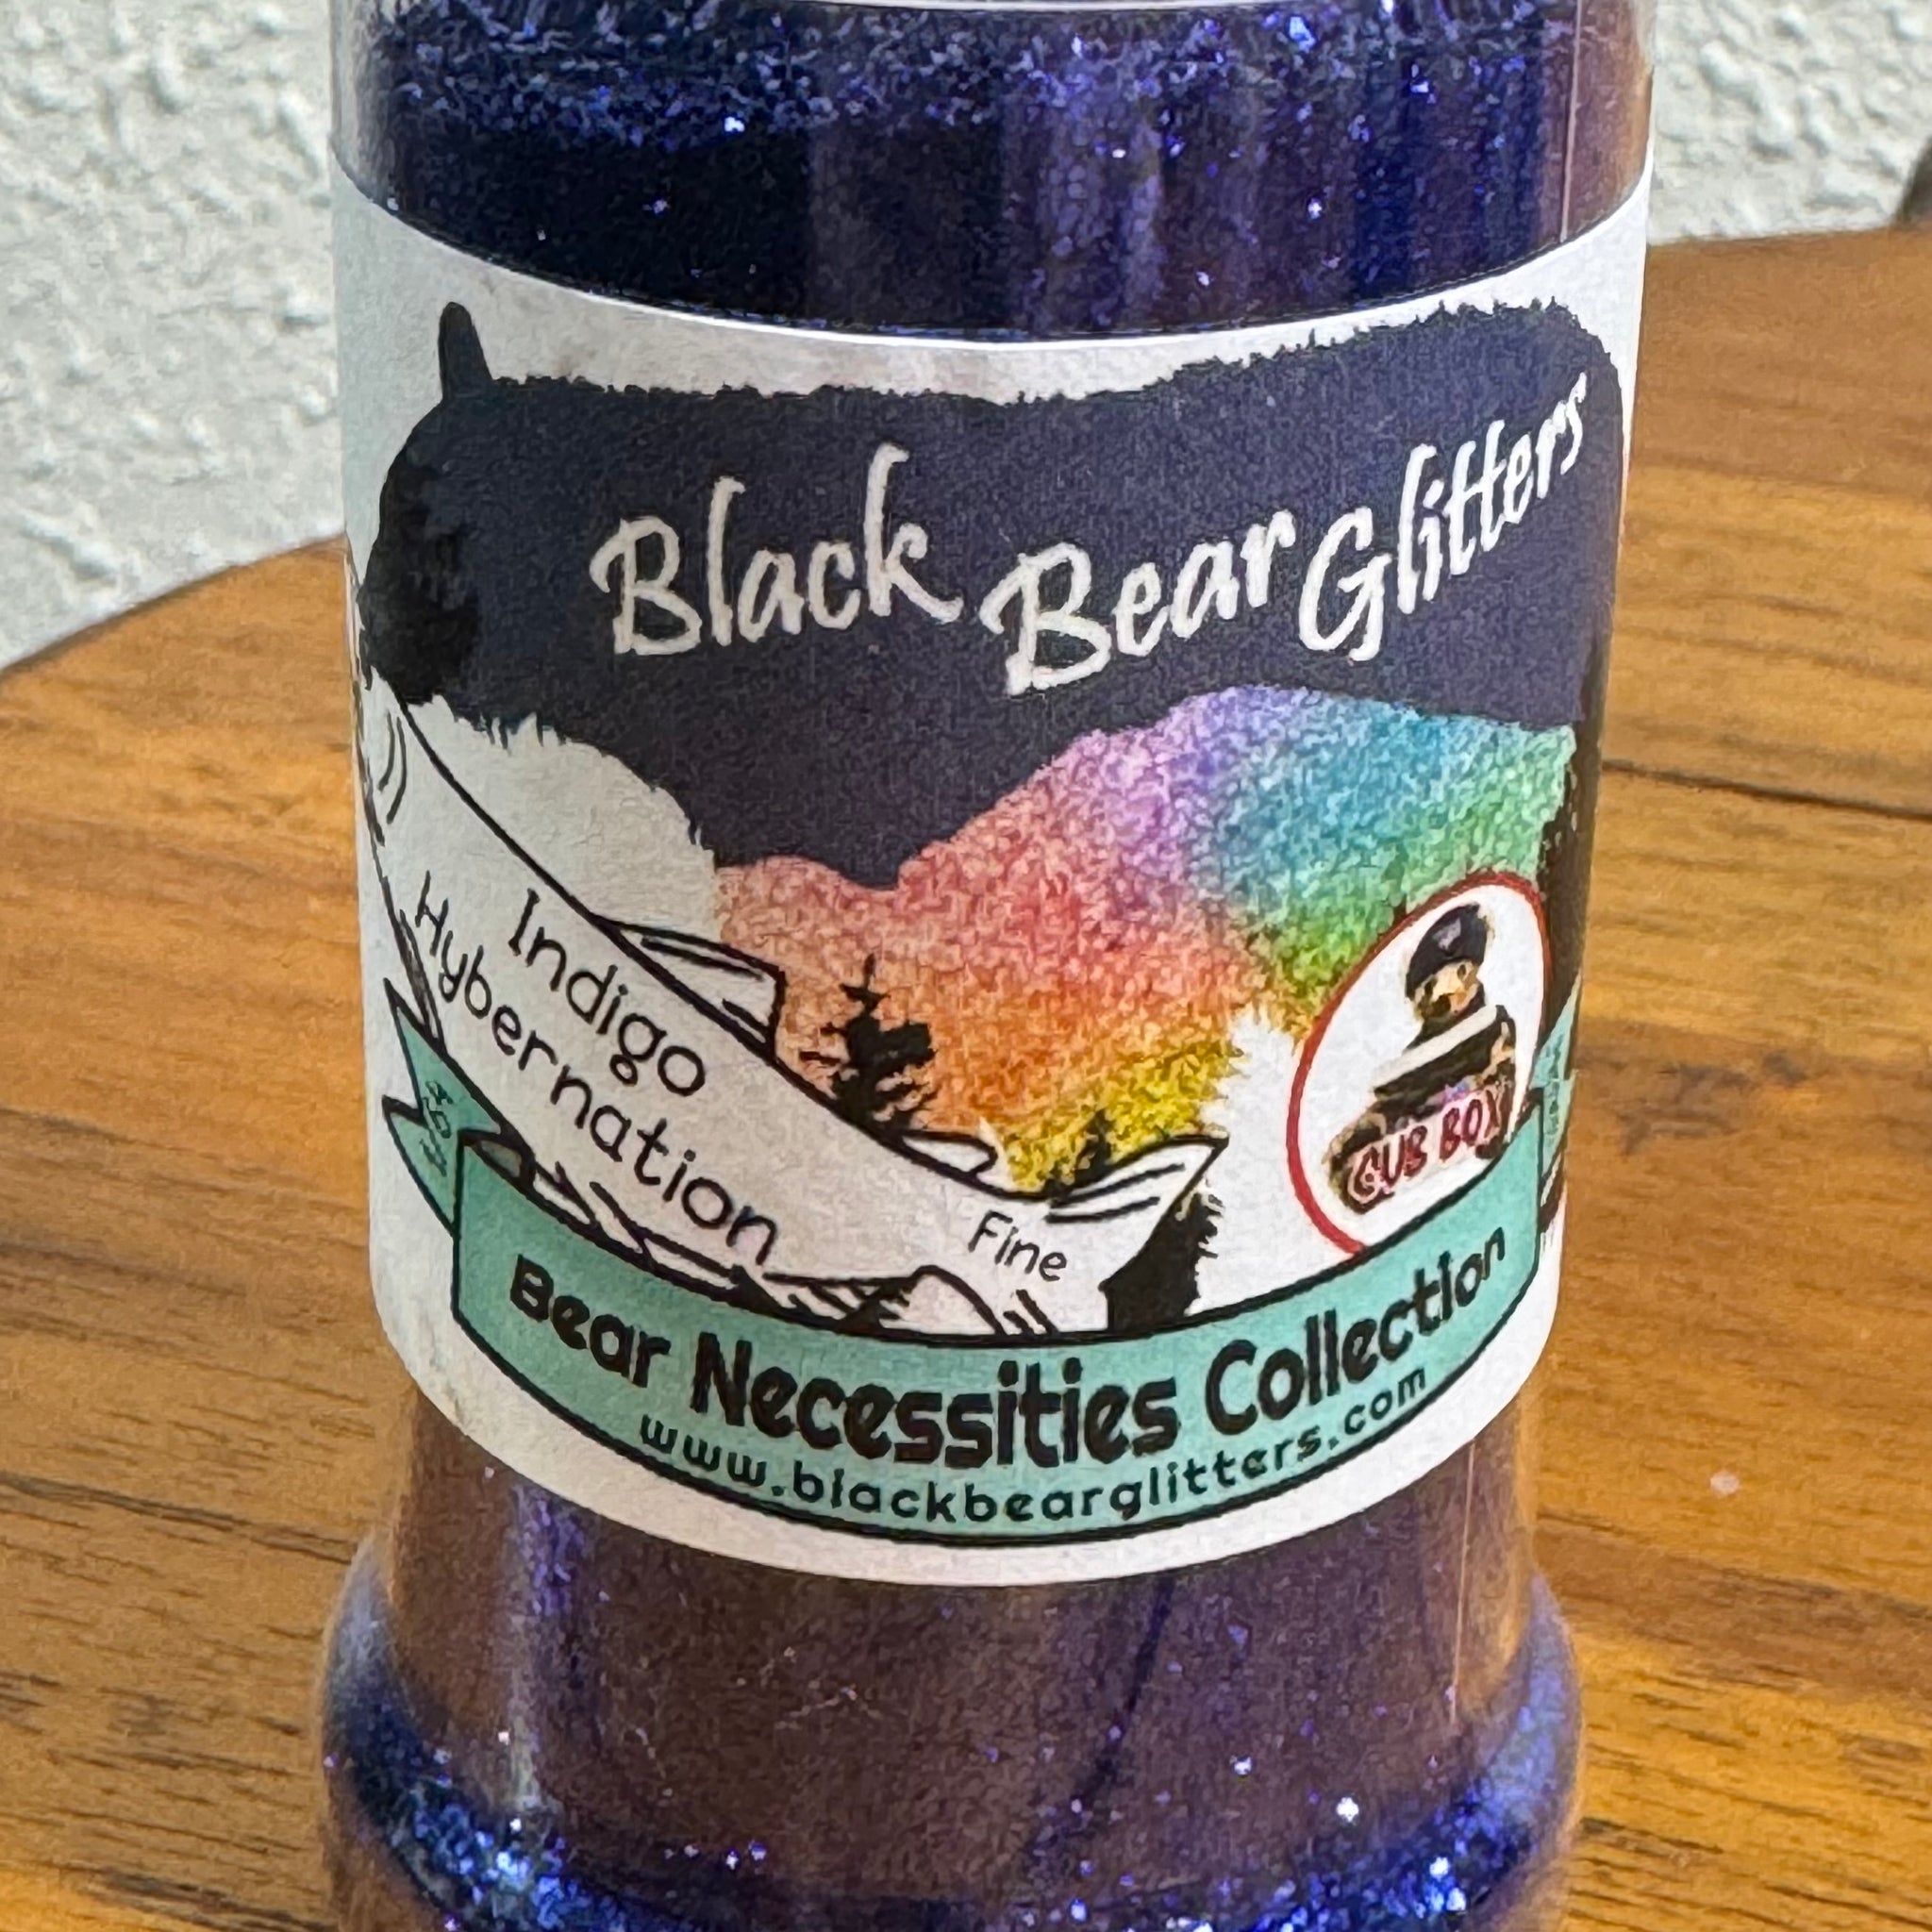 Black Bear Glitters
Indigo
Hybernation
Fine
CUB BOX
Bear Necessities Collection
www.blackbearglitters.com